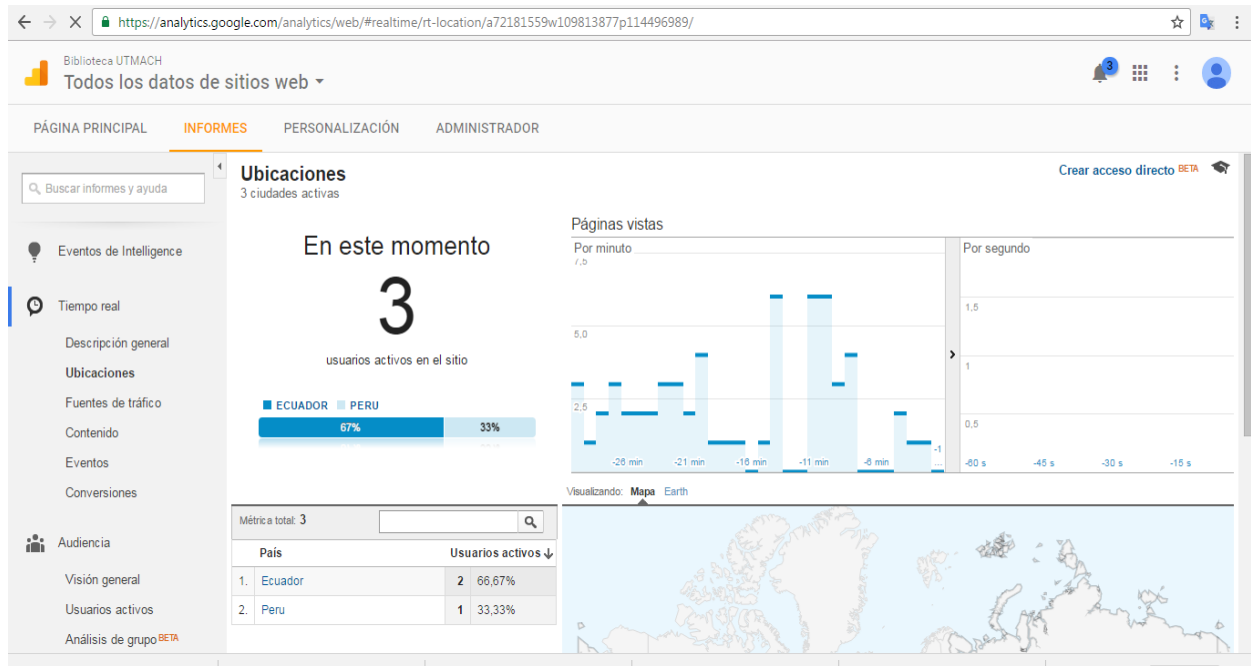 https://analytics.google.com/analytics/web/#realtime/rt-location/a72181559w109813877p114496989/
Biblioteca UTMACH
Todos los datos de sitios web
3
PÁGINA PRINCIPAL INFORMES PERSONALIZACIÓN ADMINISTRADOR
Buscar informes y ayuda
Eventos de Intelligence
Tiempo real
Descripción general
Ubicaciones
Fuentes de tráfico
Contenido
Eventos
Conversiones
Audiencia
Visión general
Usuarios activos
Análisis de grupo BETA
Ubicaciones
3 ciudades activas
Crear acceso directo BETA
En este momento
3
usuarios activos en el sitio
ECUADOR PERU
67% 33%
Páginas vistas
Por minuto
7,5
5,0
2,5
-26 min -21 min -16 min -11 min -6 min -1
...
Por segundo
1,5
1
0.5
-60 s -45 s -30 s -15 s
Métrica total: 3
País Usuarios activos
1. Ecuador 2 66,67%
2. Peru 1 33,33%
Visualizando: Mapa Earth